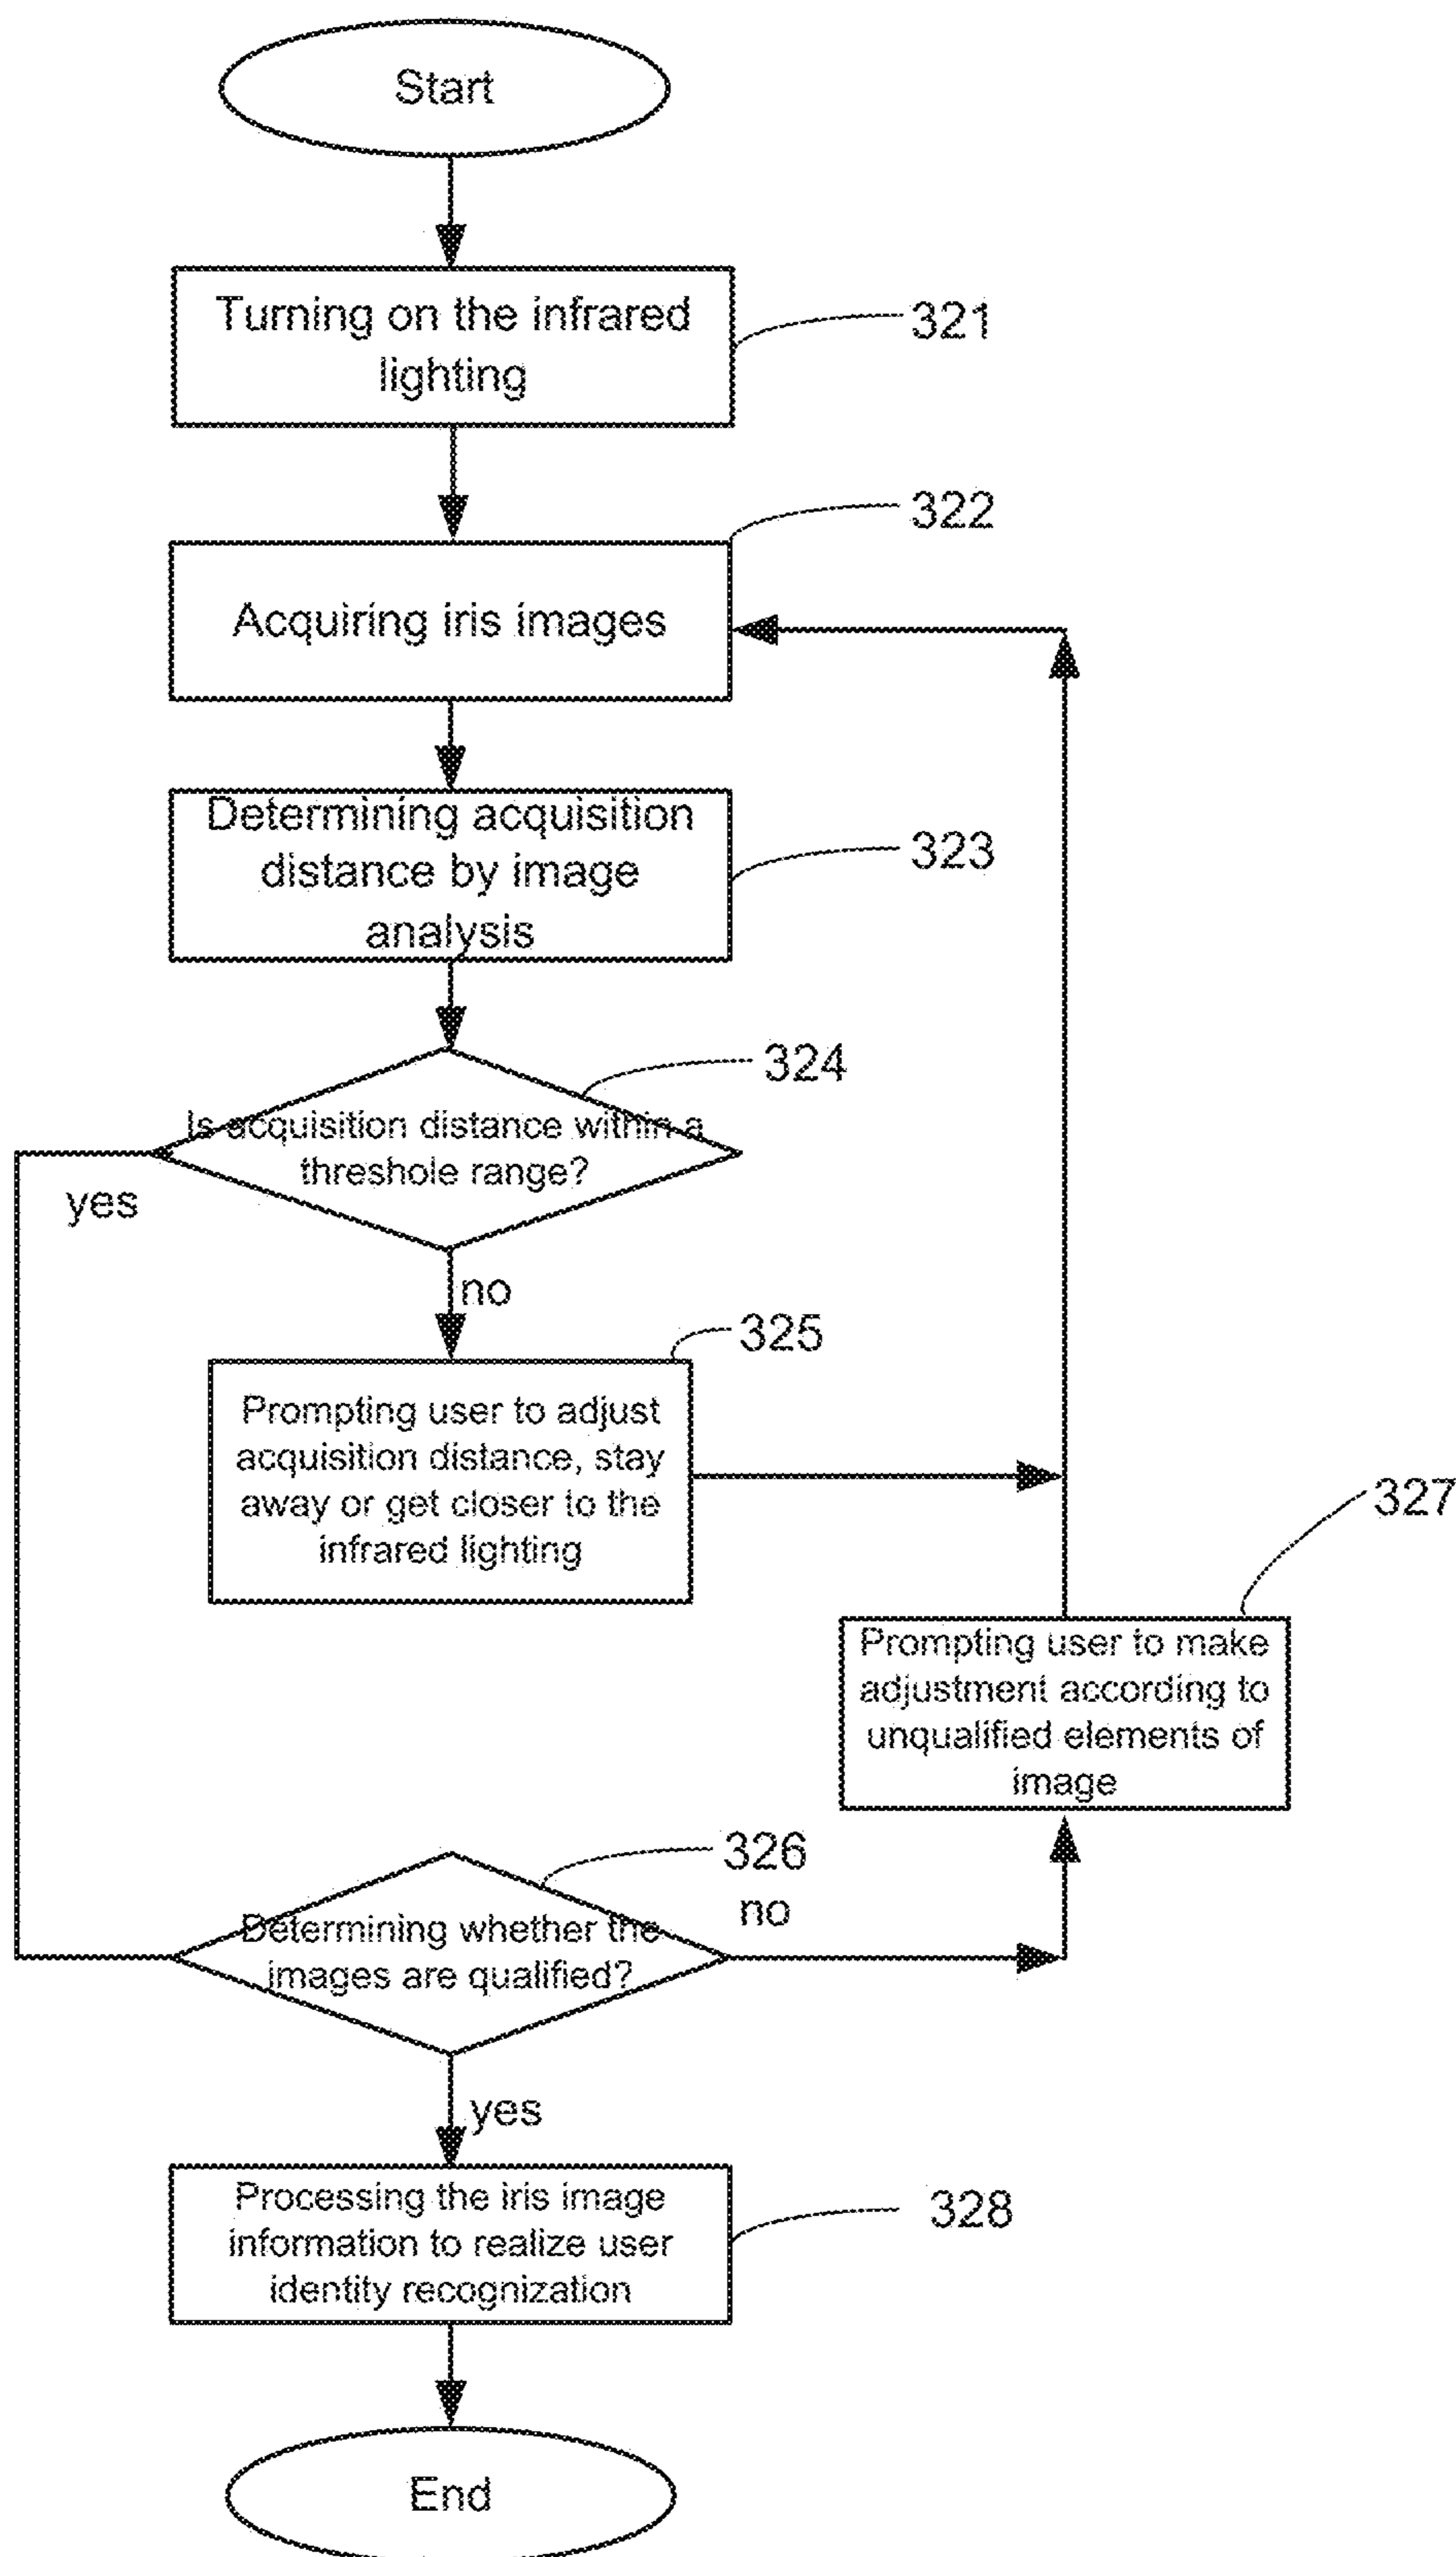 Start
Turning on the infrared
lighting
321
322
Acquiring iris images
Determining acquisition
distance by image
analysis
323
324
Is acquisition distance within a
threshole range?
yes
no
325
Prompting user to adjust
acquisition distance, stay
away or get closer to the
infrared lighting
327
Prompting user to make
adjustment according to
unqualified elements of
image
326
no
Determining whether the
images are qualified?
yes
Processing the iris image
information to realize user
identity recognization
328
End